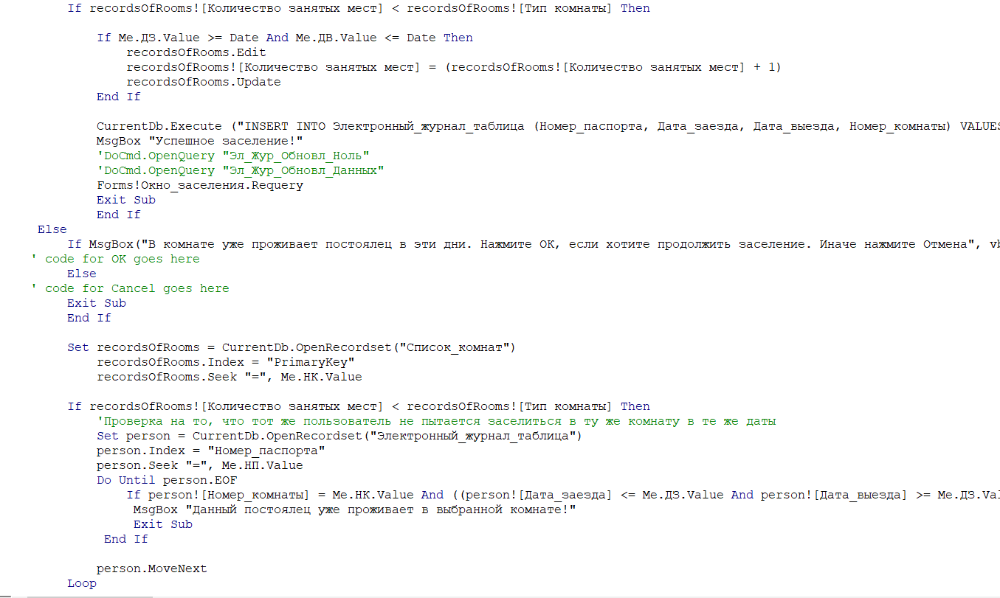 If recordsOfRooms![Количество занятых мест] < recordsOfRooms![Тип комнаты] Then
If Me.ДЗ.Value >= Date And Me.ДВ.Value <= Date Then
recordsOfRooms.Edit
recordsOfRooms![Количество занятых мест] = (recordsOfRooms![Количество занятых мест] + 1)
recordsOfRooms.Update
End If
CurrentDb.Execute ("INSERT INTO Электронный_журнал_таблица (Номер_паспорта, Дата_заезда, Дата_выезда, Номер_комнаты) VALUES
MsgBox "Успешное заселение!"
'DoCmd.OpenQuery "Эл_Жур_Обновл_Ноль"
'DoCmd.OpenQuery "Эл_Жур_Обновл_Данных"
Forms!Окно_заселения.Requery
Exit Sub
End If
Else
If MsgBox("В комнате уже проживает постоялец в эти дни. Нажмите ОК, если хотите продолжить заселение. Иначе нажмите Отмена", vb
' code for OK goes here
Else
' code for Cancel goes here
Exit Sub
End If
Set recordsOfRooms = CurrentDb.OpenRecordset("Список_комнат")
recordsOfRooms.Index = "PrimaryKey"
recordsOfRooms.Seek "=", Me.НК.Value
If recordsOfRooms![Количество занятых мест] < recordsOfRooms![Тип комнаты] Then
'Проверка на то, что тот же пользователь не пытается заселиться в ту же комнату в те же даты
Set person = CurrentDb.OpenRecordset("Электронный_журнал_таблица")
person.Index = "Номер_паспорта"
person.Seek "=", Me.НП.Value
Do Until person.EOF
If person![Номер_комнаты] = Me.НК.Value And ((person![Дата_заезда] <= Me.ДЗ.Value And person![Дата_выезда] >= Me.ДЗ.Val
MsgBox "Данный постоялец уже проживает в выбранной комнате!"
Exit Sub
End If
person.MoveNext
Loop